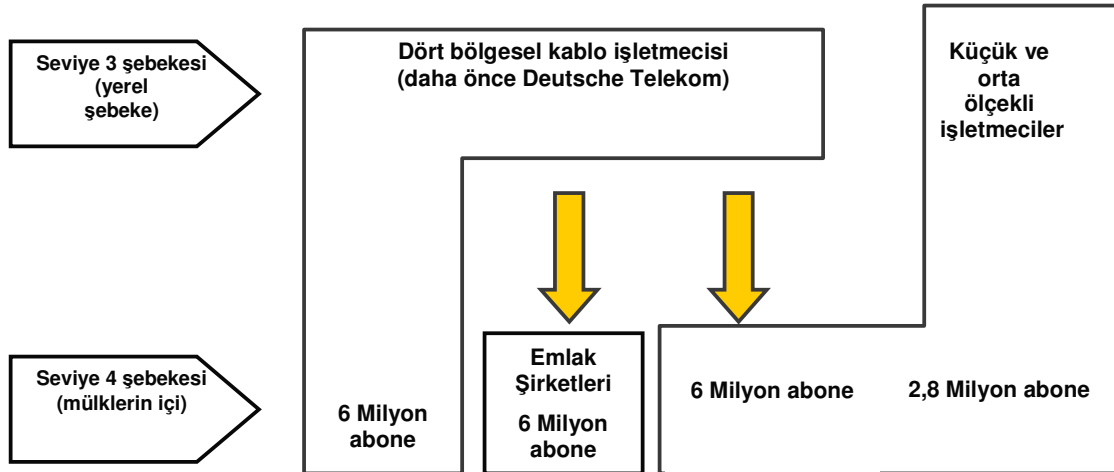 Seviye 3 şebekesi
(yerel
şebeke)
Dört bölgesel kablo işletmecisi
(daha önce Deutsche Telekom)
Küçük ve
orta
ölçekli
işletmeciler
Seviye 4 şebekesi
(mülklerin içi)
6 Milyon
abone
Emlak
Şirketleri
6 Milyon
abone
6 Milyon abone
2,8 Milyon abone